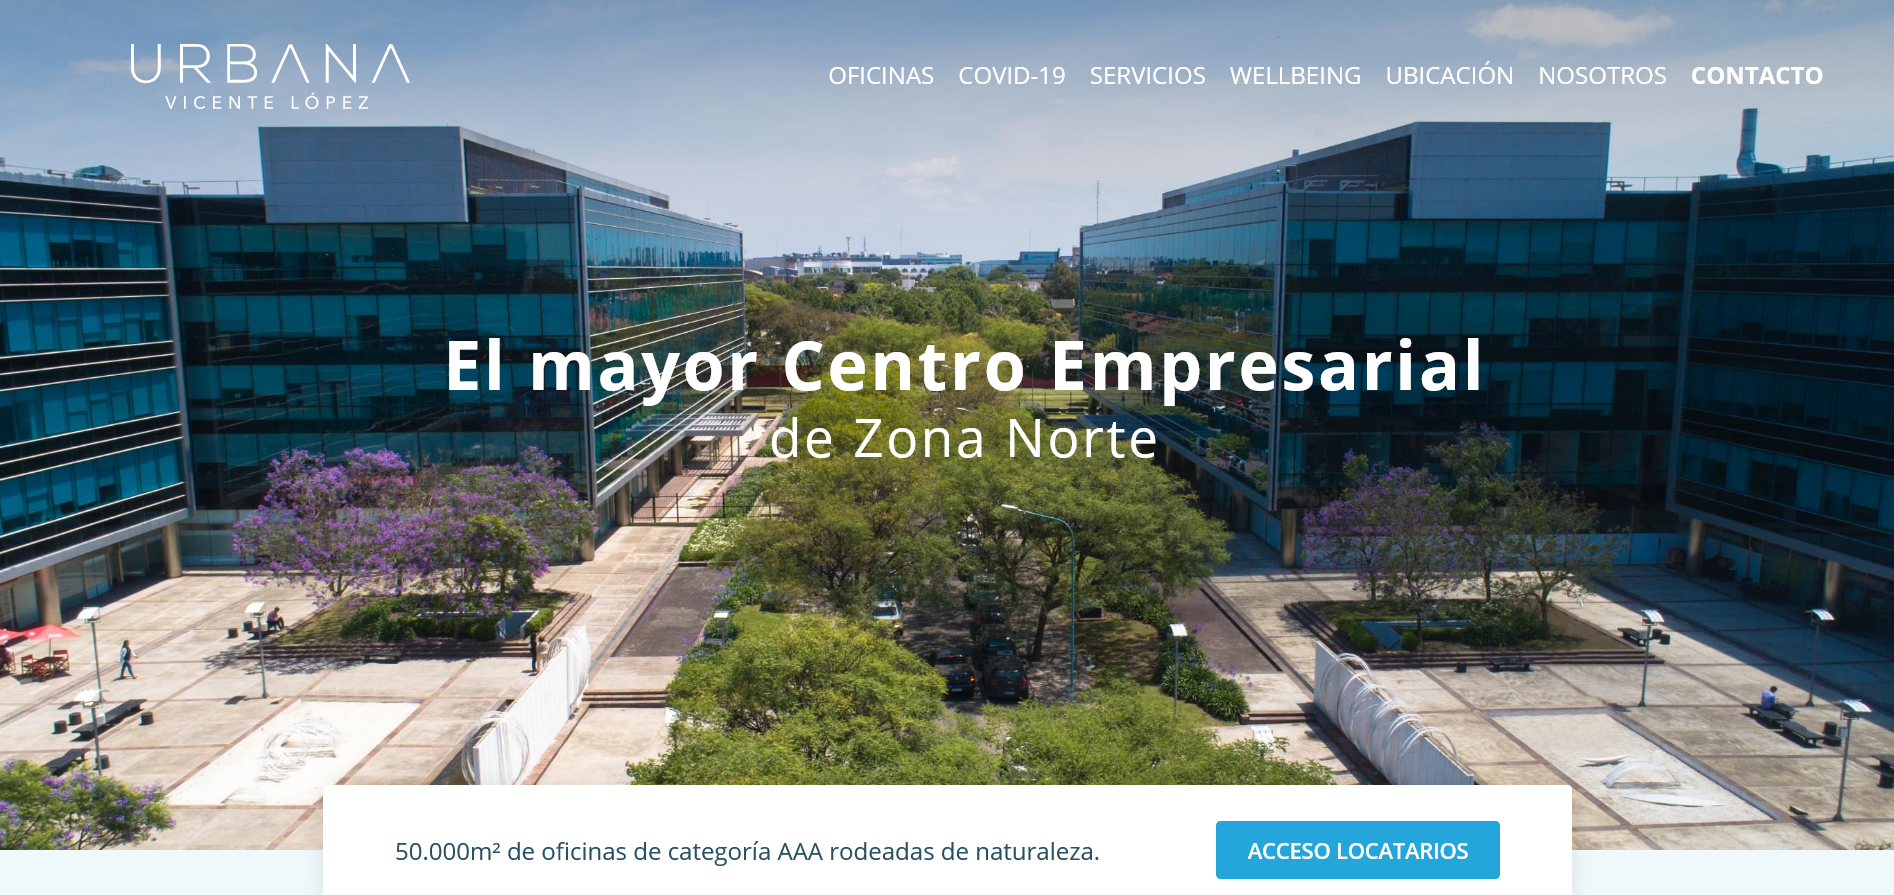 URBANA
VICENTE LÓPEZ
OFICINAS COVID-19 SERVICIOS WELLBEING UBICACIÓN NOSOTROS CONTACTO
El mayor Centro Empresarial
de Zona Norte
50.000m² de oficinas de categoría AAA rodeadas de naturaleza.
ACCESO LOCATARIOS